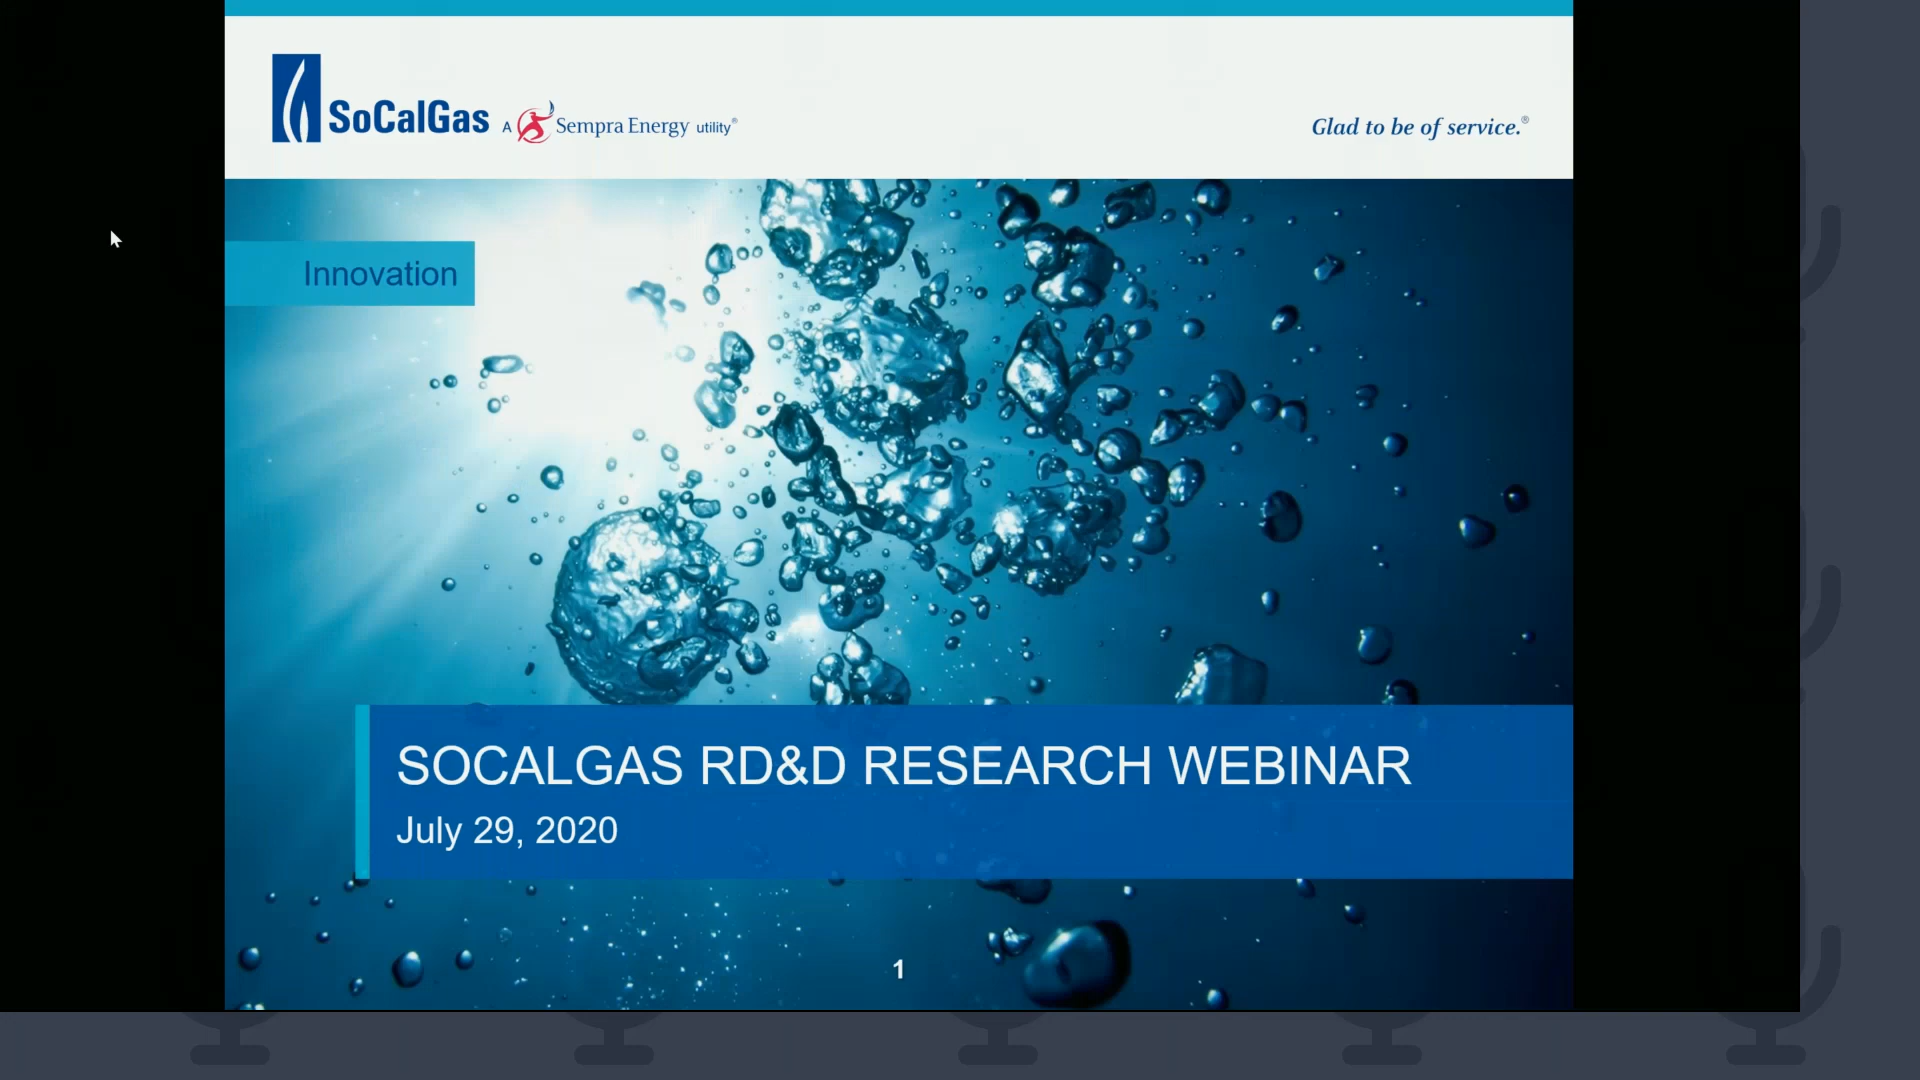 SoCalGas A Sempra Energy utility®
Glad to be of service.®
Innovation
SOCALGAS RD&D RESEARCH WEBINAR
July 29, 2020
1